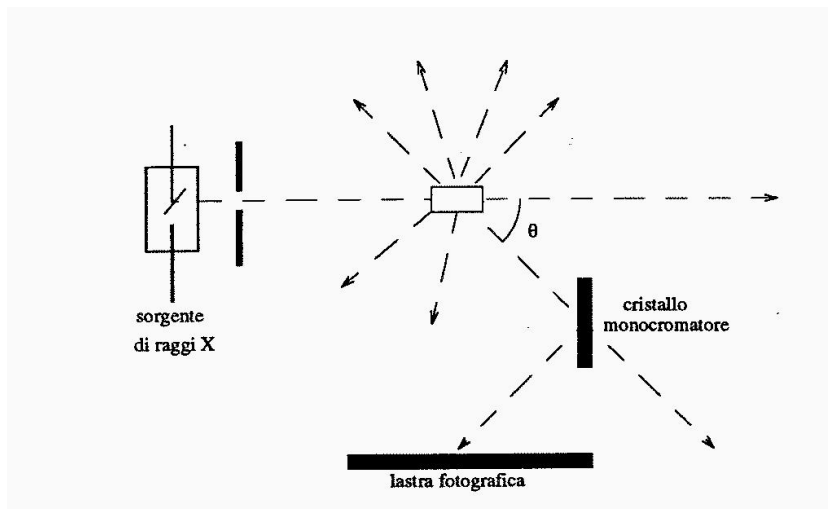 θ
sorgente
di raggi X
cristallo
monocromatore
lastra fotografica